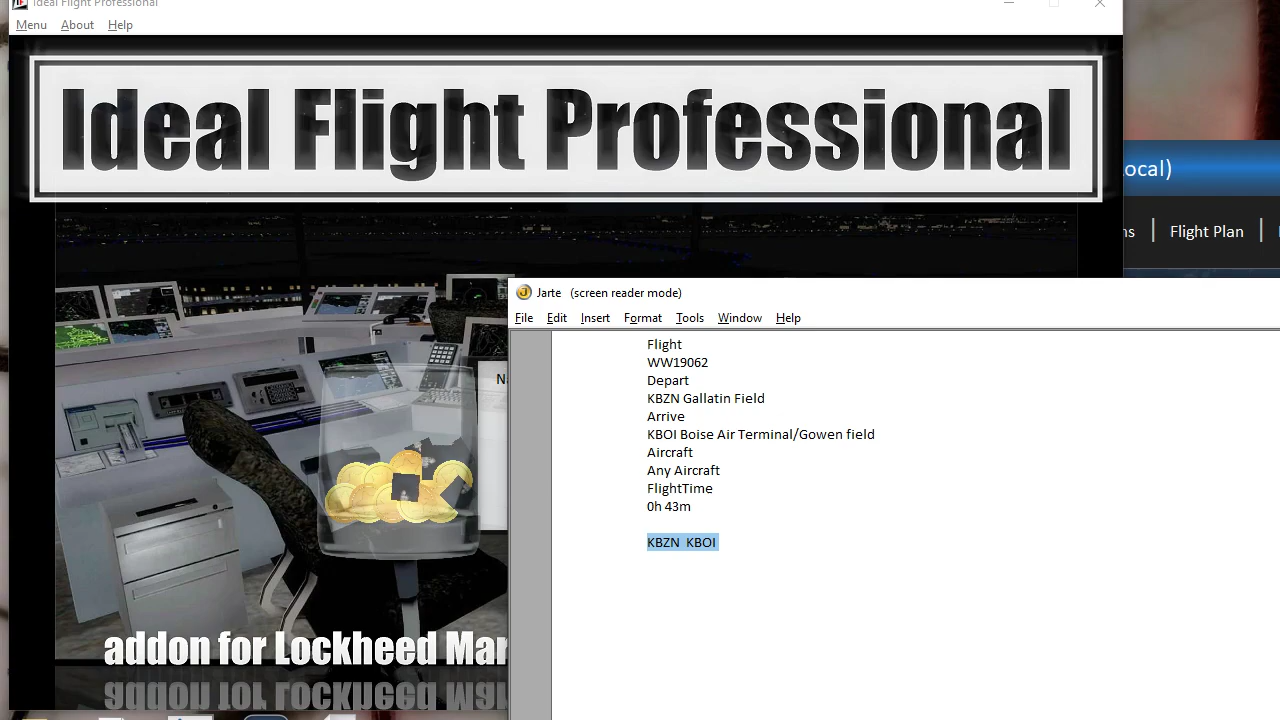 Ideal Flight Professional
Menu About Help
Ideal Flight Professional
ocal)
ns | Flight Plan |
Jarte (screen reader mode)
File Edit Insert Format Tools Window Help
Flight
WW19062
Depart
KBZN Gallatin Field
Arrive
KBOI Boise Air Terminal/Gowen field
Aircraft
Any Aircraft
FlightTime
0h 43m
KBZN KBOI
N
addon for Lockheed Mar